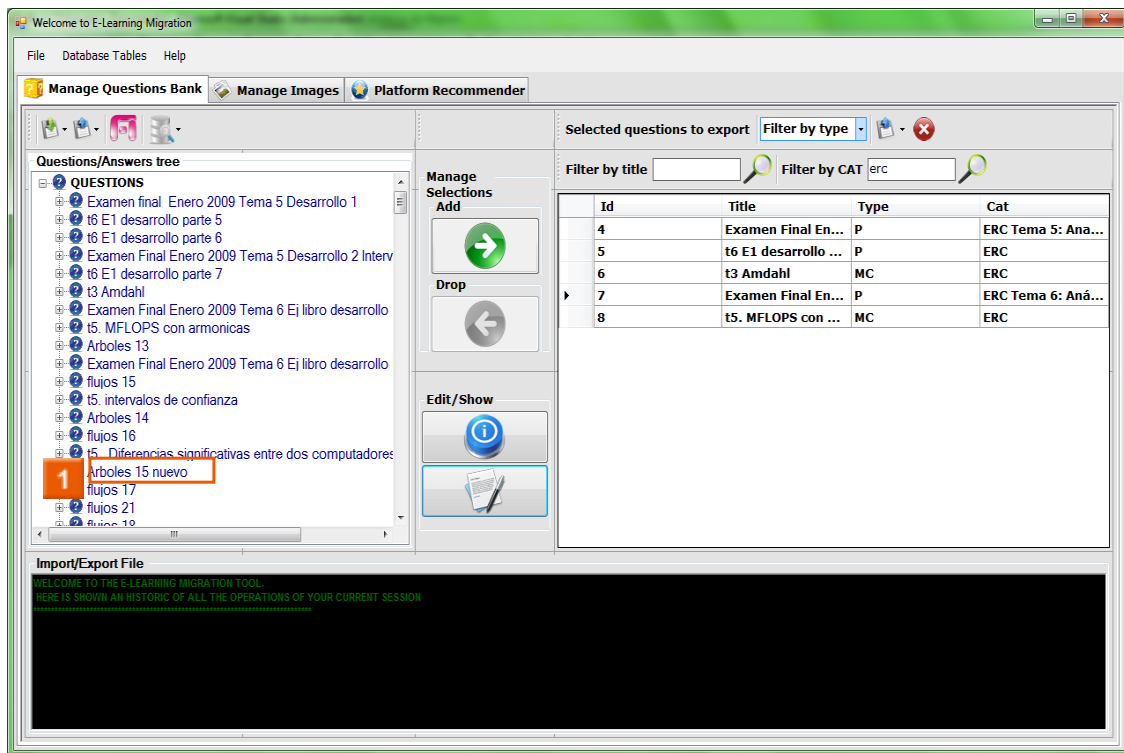 Welcome to E-Learning Migration
File Database Tables Help
Manage Questions Bank Manage Images Platform Recommender
Selected questions to export Filter by type
Questions/Answers tree
Filter by title Filter by CAT erc
QUESTIONS
Examen final Enero 2009 Tema 5 Desarrollo 1
t6 E1 desarrollo parte 5
t6 E1 desarrollo parte 6
Examen Final Enero 2009 Tema 5 Desarrollo 2 Interv
t6 E1 desarrollo parte 7
t3 Amdahl
Examen Final Enero 2009 Tema 6 Ej libro desarrollo
t5. MFLOPS con armonicas
Arboles 13
Examen Final Enero 2009 Tema 6 Ej libro desarrollo
flujos 15
t5. intervalos de confianza
Arboles 14
flujos 16
t5. Diferencias significativas entre dos computadores
1 Arboles 15 nuevo
flujos 17
flujos 21
flujos 18
Manage
Selections
Add
Drop
Edit/Show
Id Title Type Cat
4 Examen Final En... P ERC Tema 5: Ana...
5 t6 E1 desarrollo ... P ERC
6 t3 Amdahl MC ERC
7 Examen Final En... P ERC Tema 6: Aná...
8 t5. MFLOPS con ... MC ERC
Import/Export File
WELCOME TO THE E-LEARNING MIGRATION TOOL.
HERE IS SHOWN AN HISTORIC OF ALL THE OPERATIONS OF YOUR CURRENT SESSION